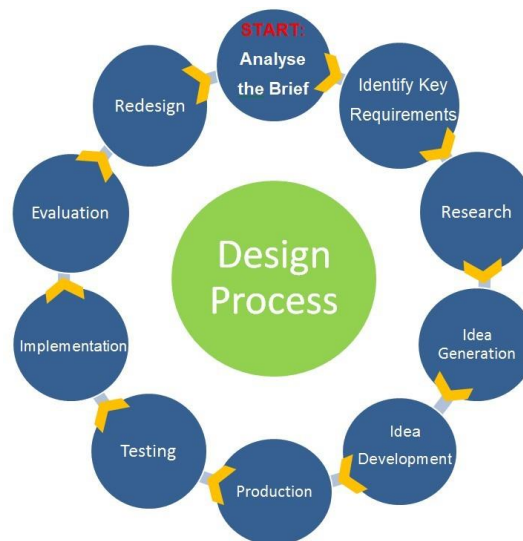 START:
Analyse
the Brief
Identify Key
Requirements
Research
Idea
Generation
Idea
Development
Production
Testing
Implementation
Evaluation
Redesign
Design
Process